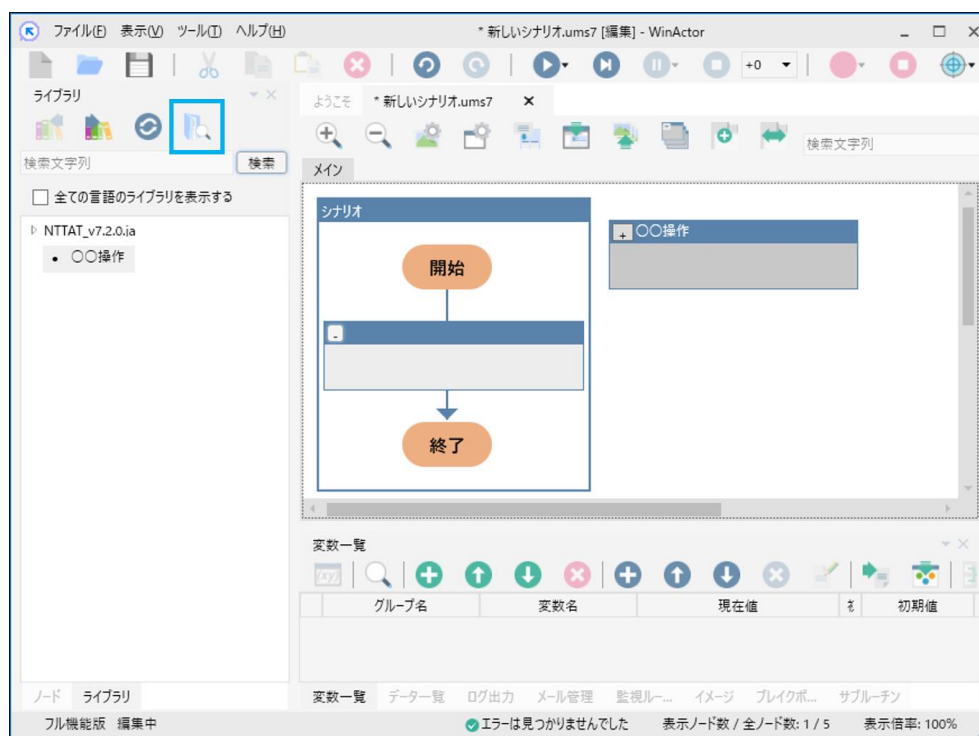 ファイル(F) 表示(V) ツール(T) ヘルプ(H) * 新しいシナリオ.ums7 [編集] - WinActor
+0
ライブラリ
ようこそ * 新しいシナリオ.ums7
検索文字列 検索
検索文字列
メイン
全ての言語のライブラリを表示する
NTTAT_v7.2.0.ja
• 〇〇操作
シナリオ
開始
-
終了
+ 〇〇操作
変数一覧
グループ名 変数名 現在値 初期値
ノード ライブラリ
変数一覧 データ一覧 ログ出力 メール管理 監視ルー... イメージ ブレイクポ... サブルーチン
フル機能版 編集中 エラーは見つかりませんでした 表示ノード数 / 全ノード数: 1 / 5 表示倍率: 100%